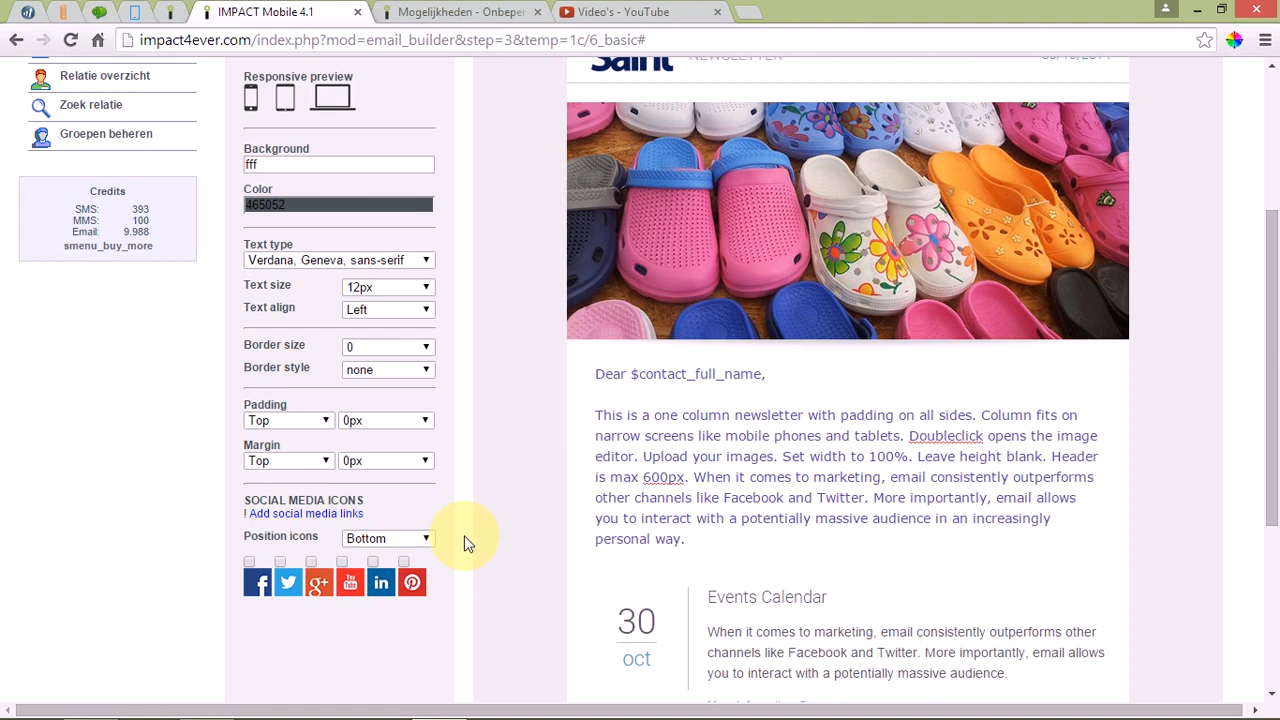 IMPACT Mobile 4.1
Mogelijkheden - Onbeper
Video's - YouTube
impact4ever.com/index.php?mod=email_builder&step=3&temp=1c/6_basic#
Relatie overzicht
Zoek relatie
Groepen beheren
Credits
SMS: 393
MMS: 100
Email: 9.988
smenu_buy_more
Responsive preview
Background
fff
Color
465052
Text type
Verdana, Geneva, sans-serif
Text size 12px
Text align Left
Border size 0
Border style none
Padding
Top 0px
Margin
Top 0px
SOCIAL MEDIA ICONS
! Add social media links
Position icons Bottom
Saint NEWSLETTER
Dear $contact_full_name,
This is a one column newsletter with padding on all sides. Column fits on
narrow screens like mobile phones and tablets. Doubleclick opens the image
editor. Upload your images. Set width to 100%. Leave height blank. Header
is max 600px. When it comes to marketing, email consistently outperforms
other channels like Facebook and Twitter. More importantly, email allows
you to interact with a potentially massive audience in an increasingly
personal way.
30
oct
Events Calendar
When it comes to marketing, email consistently outperforms other
channels like Facebook and Twitter. More importantly, email allows
you to interact with a potentially massive audience.